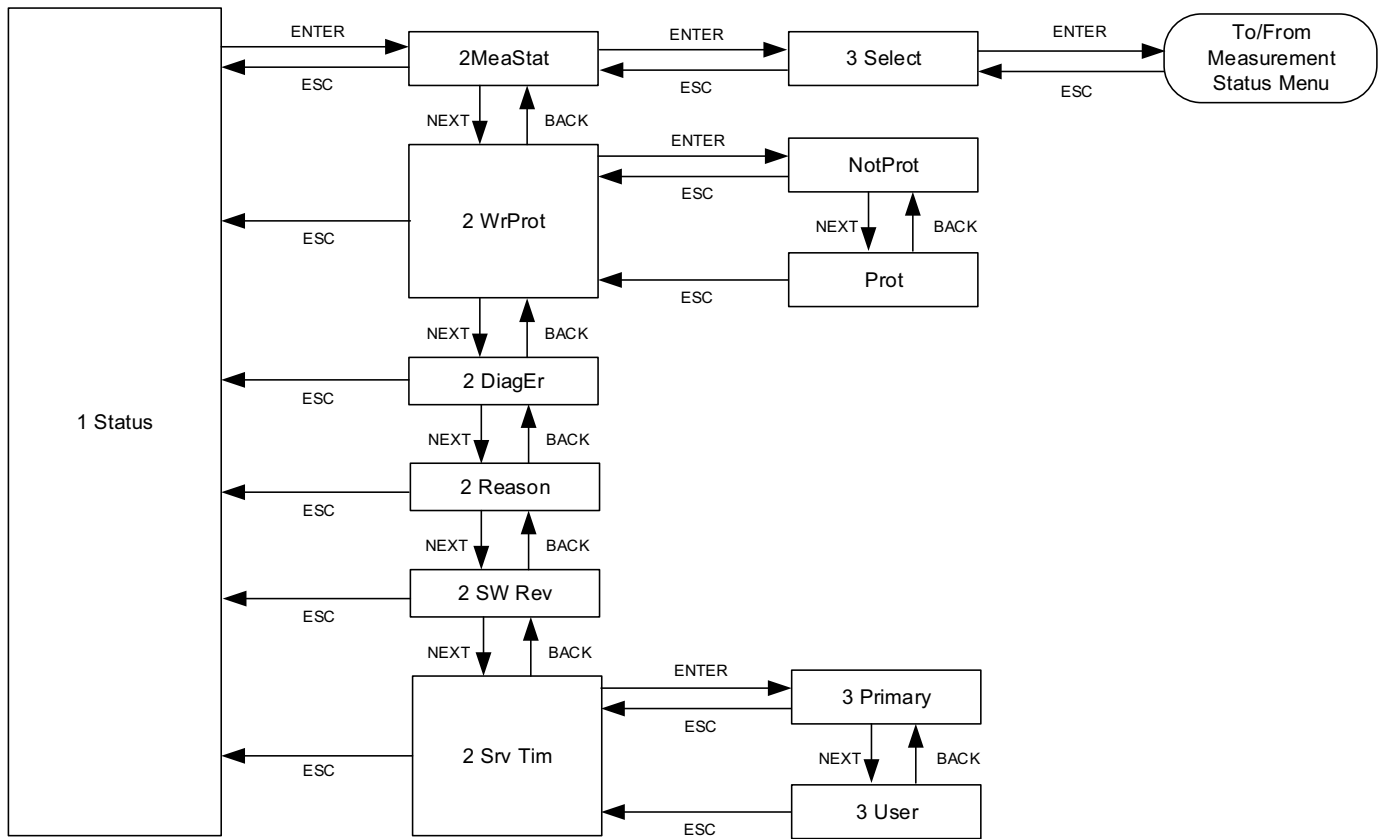 ENTER
2MeaStat
ENTER
3 Select
ENTER
To/From
Measurement
Status Menu
ESC
ESC
ESC
NEXT
BACK
ENTER
NotProt
ESC
2 WrProt
ESC
NEXT
BACK
Prot
ESC
NEXT
BACK
2 DiagEr
ESC
1 Status
NEXT
BACK
2 Reason
ESC
NEXT
BACK
2 SW Rev
ESC
NEXT
BACK
ENTER
3 Primary
ESC
2 Srv Tim
ESC
NEXT
BACK
3 User
ESC